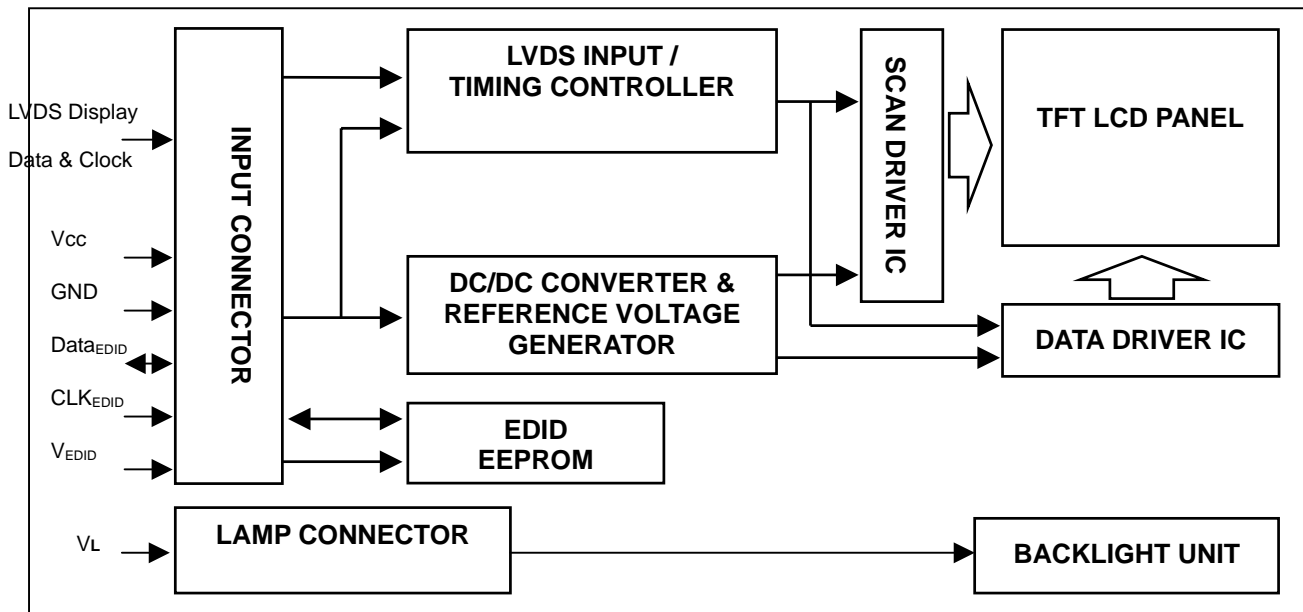 LVDS Display
Data & Clock
Vcc
GND
DataEDID
CLKEDID
VEDID
VL
INPUT CONNECTOR
LVDS INPUT /
TIMING CONTROLLER
DC/DC CONVERTER &
REFERENCE VOLTAGE
GENERATOR
EDID
EEPROM
SCAN DRIVER IC
TFT LCD PANEL
DATA DRIVER IC
LAMP CONNECTOR
BACKLIGHT UNIT